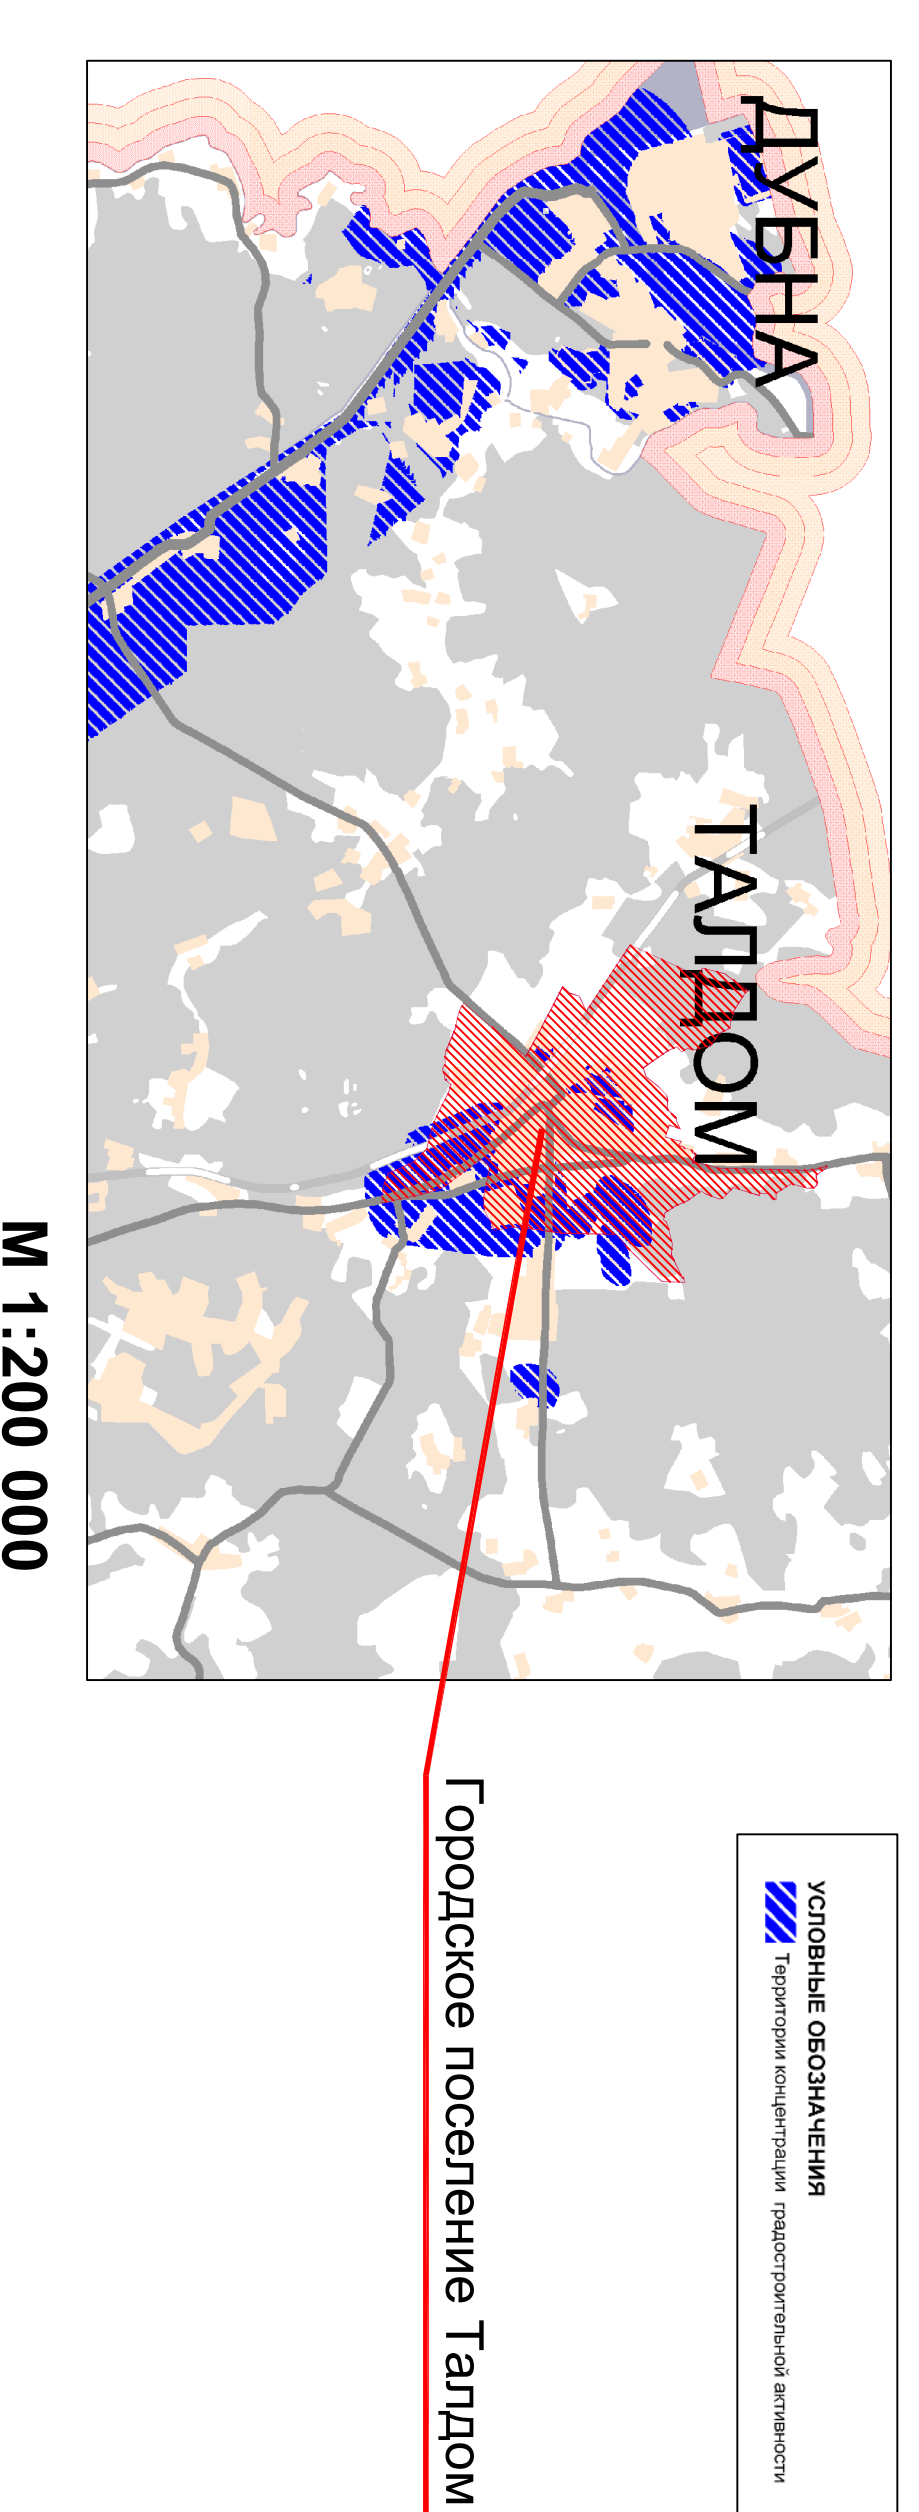 ДУБНА
ТАЛДОМ
УСЛОВНЫЕ ОБОЗНАЧЕНИЯ
Территории концентрации градостроительной активности
Городское поселение Талдом
М 1:200 000